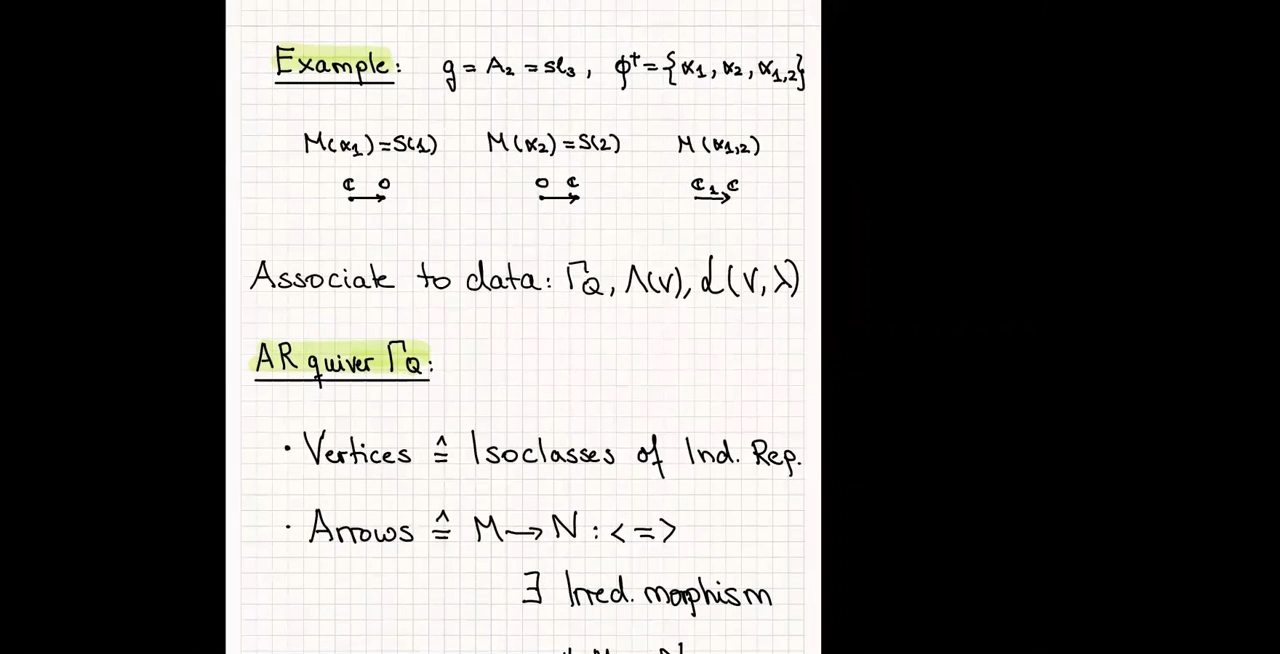 Example: g = A₂ = sl₃, ϕ⁺ = {α₁, α₂, α₁,₂}
M(α₁) = S(1) M(α₂) = S(2) M(α₁,₂)
ℂ 0 0 ℂ ℂ 1 ℂ
Associate to data: Γ_Q, Λ(V), L(V, λ)
AR quiver Γ_Q:
· Vertices ≙ Isoclasses of Ind. Rep.
· Arrows ≙ M → N : <=>
∃ Irred. morphism